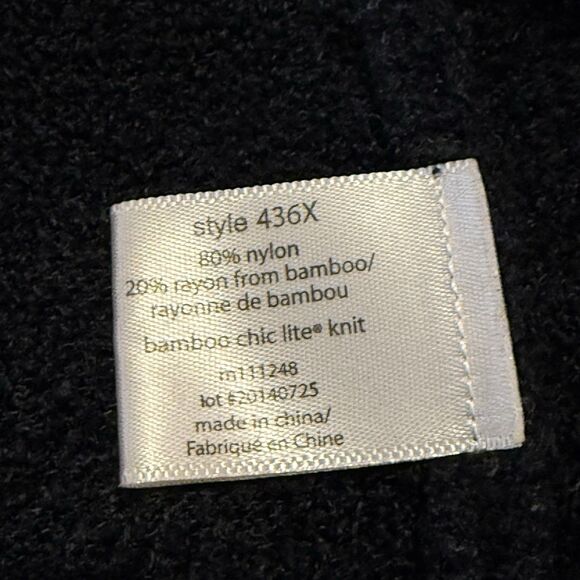 style 436X
80% nylon
20% rayon from bamboo/
rayonne de bambou
bamboo chic lite® knit
m111248
lot #20140725
made in china/
Fabriqué en Chine